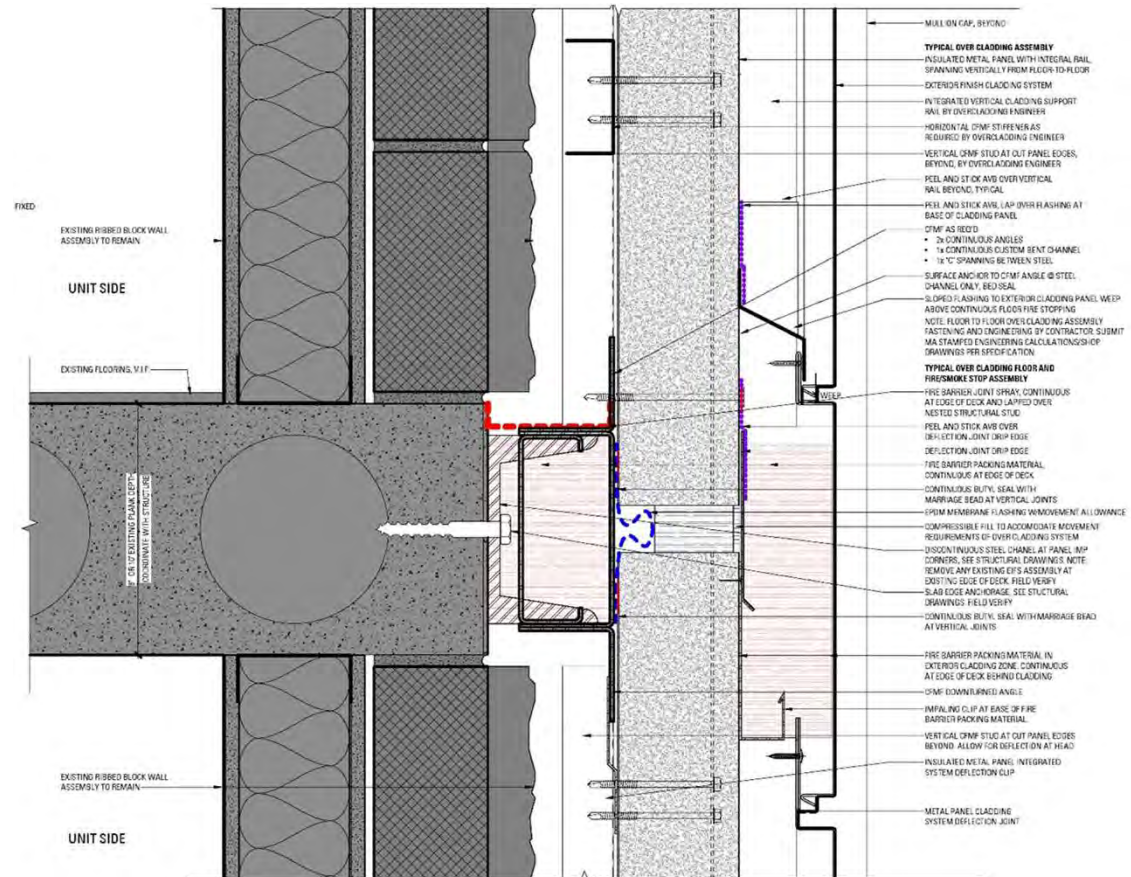 MULLION CAP, BEYOND
TYPICAL OVER CLADDING ASSEMBLY
INSULATED METAL PANEL WITH INTEGRAL RAIL,
SPANNING VERTICALLY FROM FLOOR-TO-FLOOR
EXTERIOR FINISH CLADDING SYSTEM
INTEGRATED VERTICAL CLADDING SUPPORT
RAIL BY OVERCLADDING ENGINEER
HORIZONTAL CFMF STIFFENER AS
REQUIRED BY OVERCLADDING ENGINEER
VERTICAL CFMF STUD AT CUT PANEL EDGES,
BEYOND, BY OVERCLADDING ENGINEER
PEEL AND STICK AVB OVER VERTICAL
RAIL BEYOND, TYPICAL
PEEL AND STICK AVB, LAP OVER FLASHING AT
BASE OF CLADDING PANEL
CFMF AS REQ'D
• 2x CONTINUOUS ANGLES
• 1x CONTINUOUS CUSTOM BENT CHANNEL
• 1x "C" SPANNING BETWEEN STEEL
SURFACE ANCHOR TO CFMF ANGLE @ STEEL
CHANNEL ONLY, BED SEAL
SLOPED FLASHING TO EXTERIOR CLADDING PANEL WEEP
ABOVE CONTINUOUS FLOOR FIRE STOPPING
NOTE: FLOOR TO FLOOR OVER CLADDING ASSEMBLY
FASTENING AND ENGINEERING BY CONTRACTOR. SUBMIT
MA STAMPED ENGINEERING CALCULATIONS/SHOP
DRAWINGS PER SPECIFICATION
TYPICAL OVER CLADDING FLOOR AND
FIRE/SMOKE STOP ASSEMBLY
FIRE BARRIER JOINT SPRAY, CONTINUOUS
AT EDGE OF DECK AND LAPPED OVER
NESTED STRUCTURAL STUD
PEEL AND STICK AVB OVER
DEFLECTION JOINT DRIP EDGE
DEFLECTION JOINT DRIP EDGE
FIRE BARRIER PACKING MATERIAL,
CONTINUOUS AT EDGE OF DECK
CONTINUOUS BUTYL SEAL WITH
MARRIAGE BEAD AT VERTICAL JOINTS
EPDM MEMBRANE FLASHING W/MOVEMENT ALLOWANCE
COMPRESSIBLE FILL TO ACCOMODATE MOVEMENT
REQUIREMENTS OF OVER CLADDING SYSTEM
DISCONTINUOUS STEEL CHANEL AT PANEL IMP
CORNERS, SEE STRUCTURAL DRAWINGS. NOTE:
REMOVE ANY EXISTING EIFS ASSEMBLY AT
EXISTING EDGE OF DECK. FIELD VERIFY
SLAB EDGE ANCHORAGE. SEE STUCTURAL
DRAWINGS. FIELD VERIFY
CONTINUOUS BUTYL SEAL WITH MARRIAGE BEAD
AT VERTICAL JOINTS
FIRE BARRIER PACKING MATERIAL IN
EXTERIOR CLADDING ZONE. CONTINUOUS
AT EDGE OF DECK BEHIND CLADDING
CFMF DOWNTURNED ANGLE
IMPALING CLIP AT BASE OF FIRE
BARRIER PACKING MATERIAL
VERTICAL CFMF STUD AT CUT PANEL EDGES
BEYOND. ALLOW FOR DEFLECTION AT HEAD
INSULATED METAL PANEL INTEGRATED
SYSTEM DEFLECTION CLIP
METAL PANEL CLADDING
SYSTEM DEFLECTION JOINT
WEEP
FIXED
EXISTING RIBBED BLOCK WALL
ASSEMBLY TO REMAIN
UNIT SIDE
EXISTING FLOORING, V.I.F.
8" OR 10" EXISTING PLANK DEPTH
COORDINATE WITH STRUCTURE
EXISTING RIBBED BLOCK WALL
ASSEMBLY TO REMAIN
UNIT SIDE